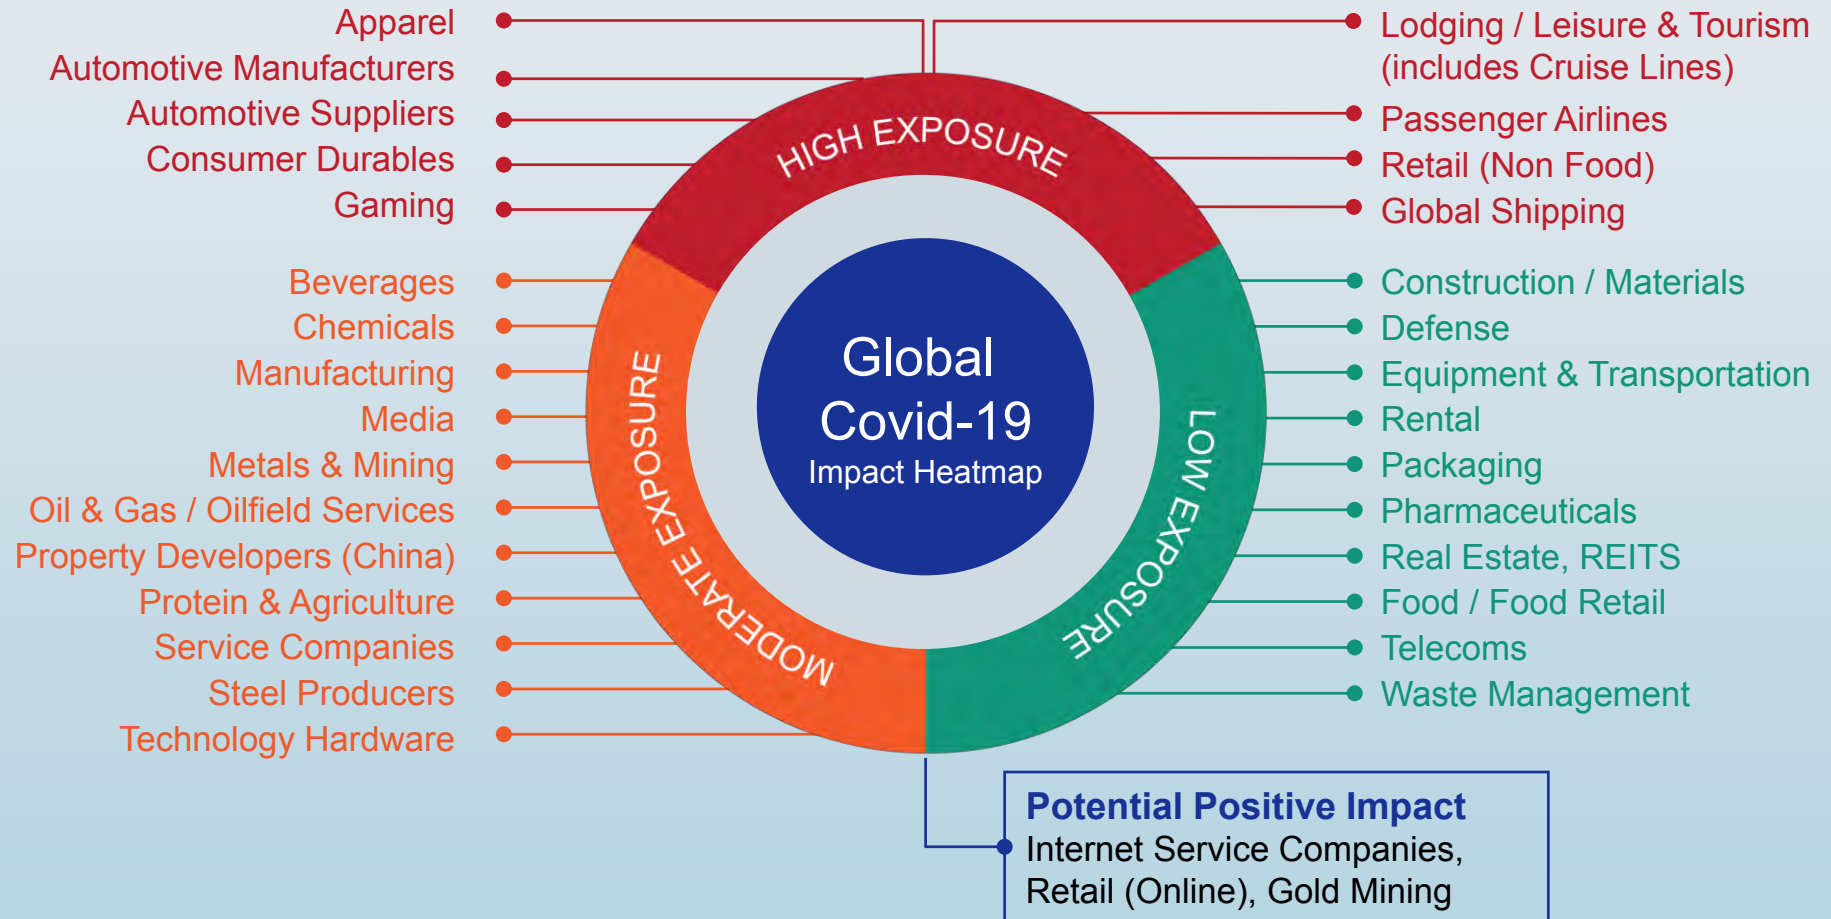 Apparel
Automotive Manufacturers
Automotive Suppliers
Consumer Durables
Gaming
Lodging / Leisure & Tourism
(includes Cruise Lines)
Passenger Airlines
Retail (Non Food)
Global Shipping
HIGH EXPOSURE
Beverages
Chemicals
Manufacturing
Media
Metals & Mining
Oil & Gas / Oilfield Services
Property Developers (China)
Protein & Agriculture
Service Companies
Steel Producers
Technology Hardware
MODERATE EXPOSURE
Global
Covid-19
Impact Heatmap
LOW EXPOSURE
Construction / Materials
Defense
Equipment & Transportation
Rental
Packaging
Pharmaceuticals
Real Estate, REITS
Food / Food Retail
Telecoms
Waste Management
Potential Positive Impact
Internet Service Companies,
Retail (Online), Gold Mining